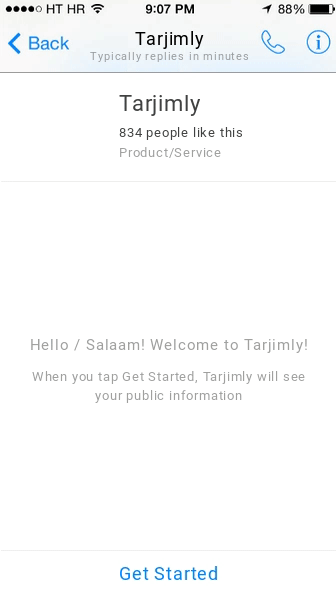 HT HR 9:07 PM 88%
Back Tarjimly
Typically replies in minutes
Tarjimly
834 people like this
Product/Service
Hello / Salaam! Welcome to Tarjimly!
When you tap Get Started, Tarjimly will see
your public information
Get Started